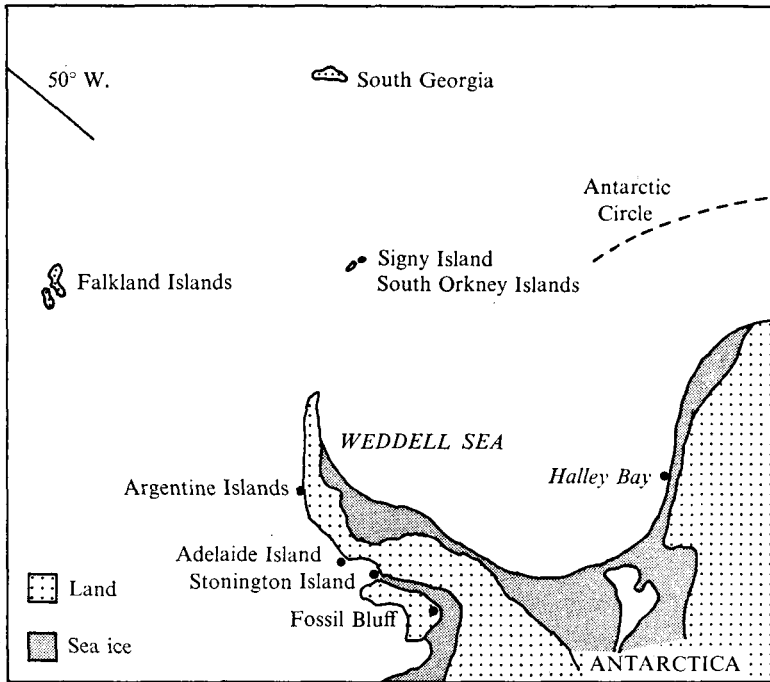 50° W.
South Georgia
Antarctic
Circle
Signy Island
South Orkney Islands
Falkland Islands
WEDDELL SEA
Halley Bay
Argentine Islands
Adelaide Island
Stonington Island
Fossil Bluff
Land
Sea ice
ANTARCTICA